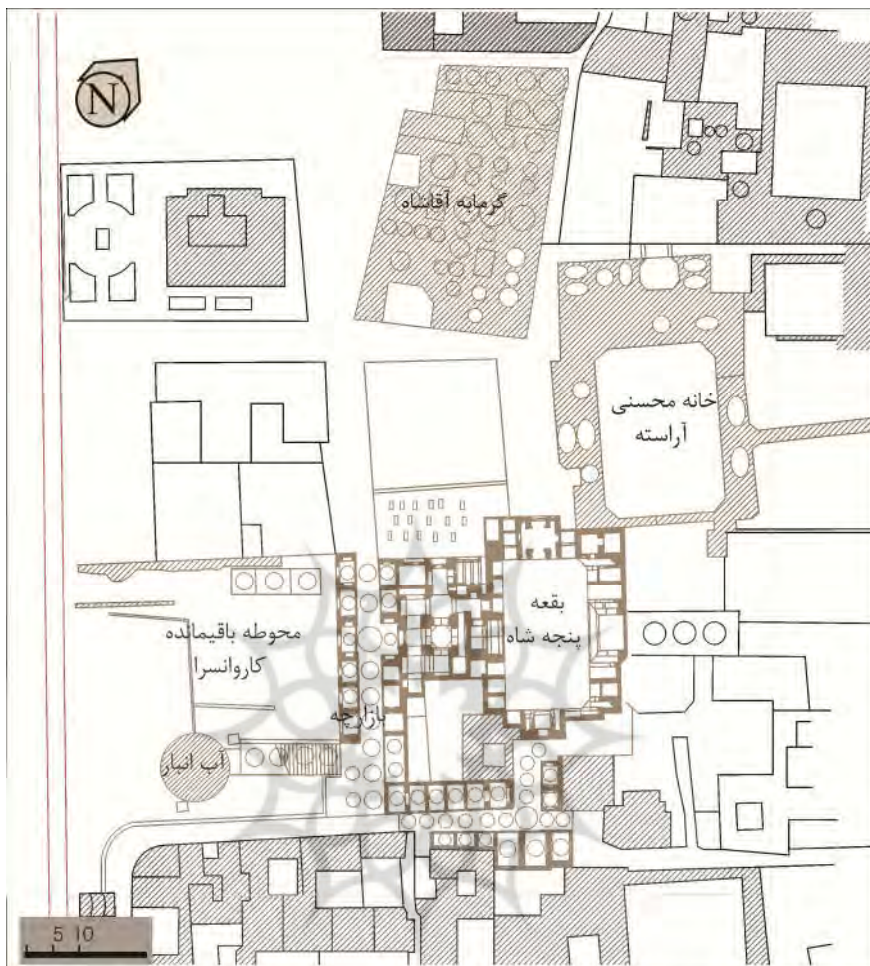 N
گرمابه آقاشاه
خانه محسنی
آراسته
بقعه
پنجه شاه
محوطه باقیمانده
کاروانسرا
بازارچه
آب انبار
5 10